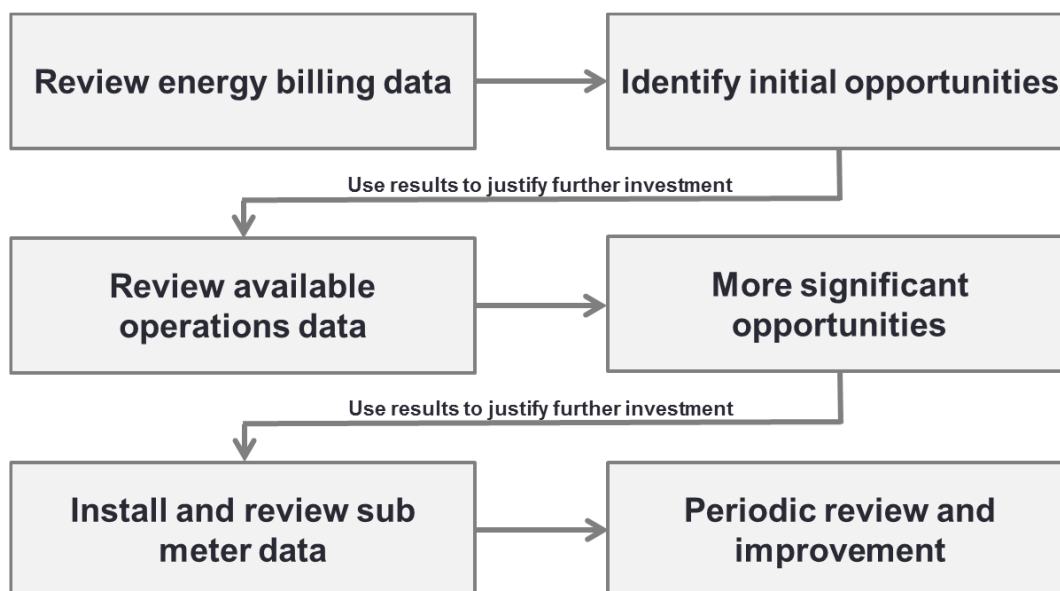 Review energy billing data
Identify initial opportunities
Use results to justify further investment
Review available
operations data
More significant
opportunities
Use results to justify further investment
Install and review sub
meter data
Periodic review and
improvement